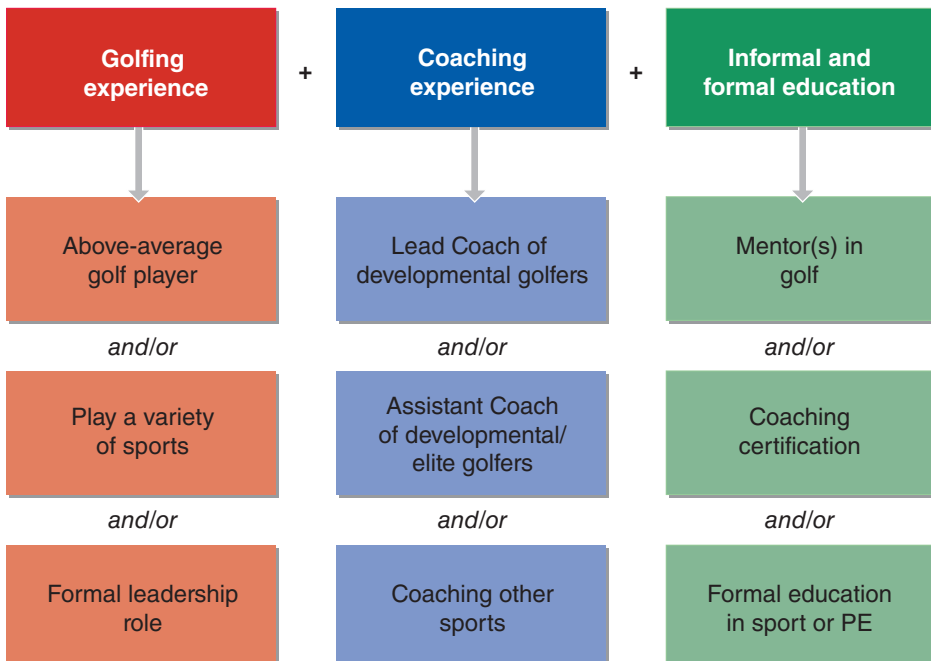 Golfing
experience
+
Coaching
experience
+
Informal and
formal education
Above-average
golf player
Lead Coach of
developmental golfers
Mentor(s) in
golf
and/or
and/or
and/or
Play a variety
of sports
Assistant Coach
of developmental/
elite golfers
Coaching
certification
and/or
and/or
and/or
Formal leadership
role
Coaching other
sports
Formal education
in sport or PE